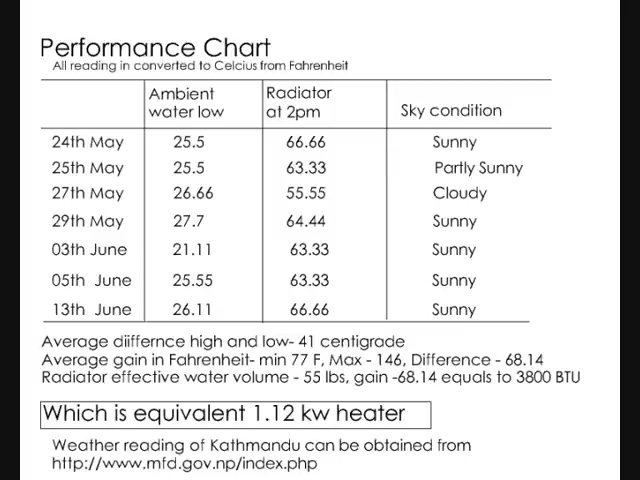 Performance Chart
All reading in converted to Celcius from Fahrenheit
Ambient water low Radiator at 2pm Sky condition
24th May 25.5 66.66 Sunny
25th May 25.5 63.33 Partly Sunny
27th May 26.66 55.55 Cloudy
29th May 27.7 64.44 Sunny
03th June 21.11 63.33 Sunny
05th June 25.55 63.33 Sunny
13th June 26.11 66.66 Sunny
Average diiffernce high and low- 41 centigrade
Average gain in Fahrenheit- min 77 F, Max - 146, Difference - 68.14
Radiator effective water volume - 55 lbs, gain -68.14 equals to 3800 BTU
Which is equivalent 1.12 kw heater
Weather reading of Kathmandu can be obtained from
http://www.mfd.gov.np/index.php